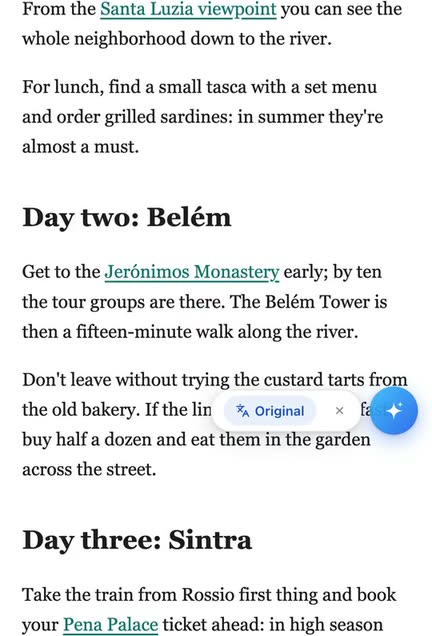 From the Santa Luzia viewpoint you can see the
whole neighborhood down to the river.
For lunch, find a small tasca with a set menu
and order grilled sardines: in summer they're
almost a must.
Day two: Belém
Get to the Jerónimos Monastery early; by ten
the tour groups are there. The Belém Tower is
then a fifteen-minute walk along the river.
Don't leave without trying the custard tarts from
the old bakery. If the
Original
buy half a dozen and eat them in the garden
across the street.
Day three: Sintra
Take the train from Rossio first thing and book
your Pena Palace ticket ahead: in high season